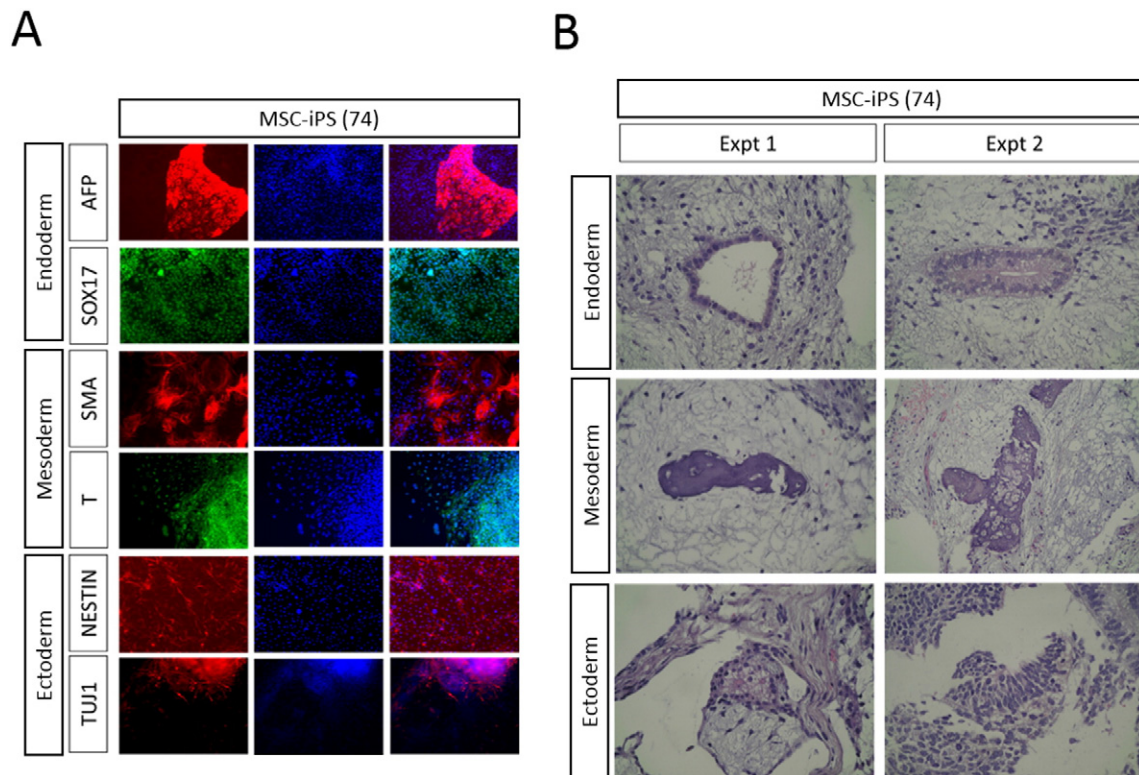 A
MSC-iPS (74)
Endoderm
AFP
SOX17
Mesoderm
SMA
T
Ectoderm
NESTIN
TUJ1
B
MSC-iPS (74)
Expt 1
Expt 2
Endoderm
Mesoderm
Ectoderm